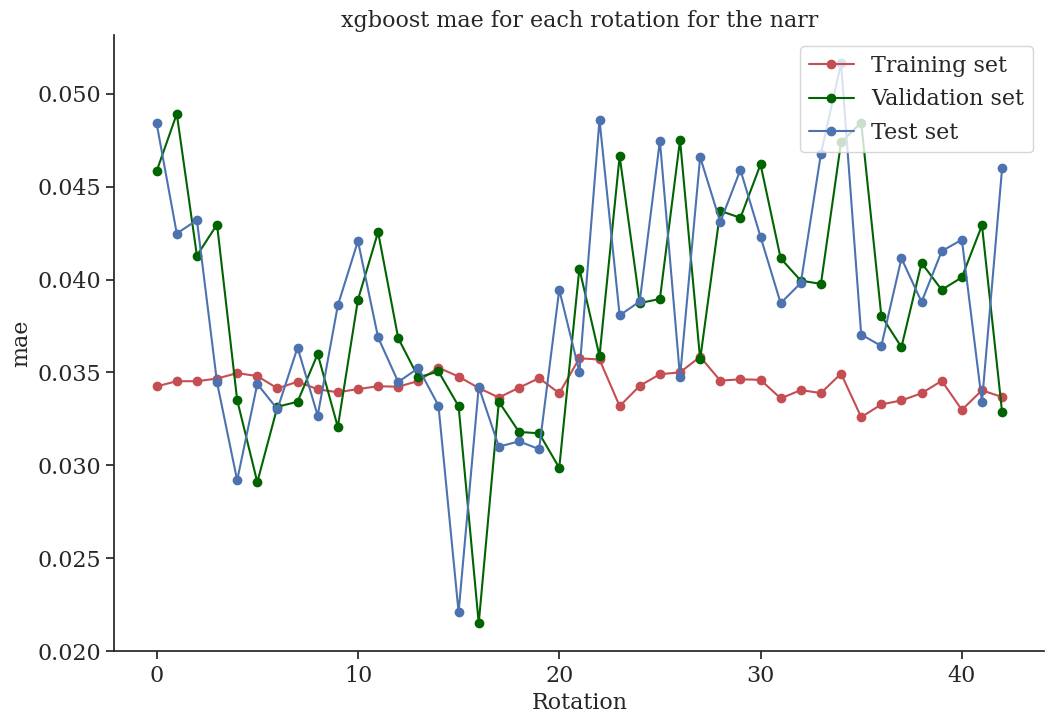 xgboost mae for each rotation for the narr
Training set
Validation set
Test set
0.050
0.045
0.040
0.035
0.030
0.025
0.020
mae
0
10
20
30
40
Rotation